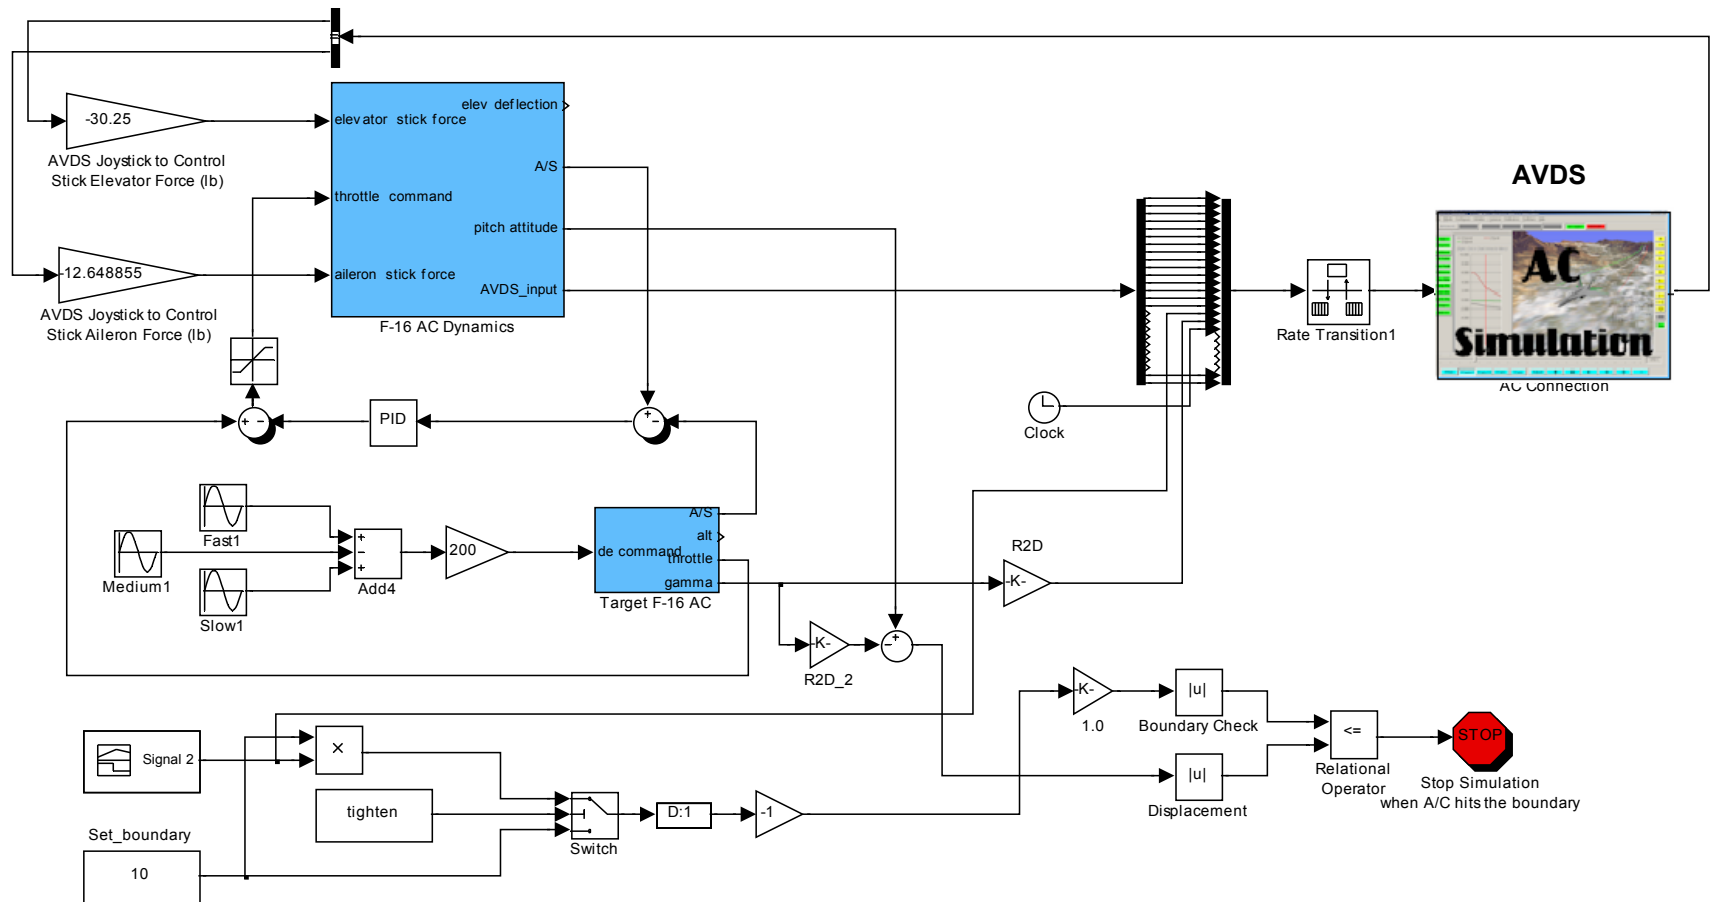 elev deflection
-30.25
elevator stick force
AVDS Joystick to Control
Stick Elevator Force (lb)
A/S
AVDS
throttle command
pitch attitude
-12.648855
aileron stick force
AVDS_input
AC
Simulation
AVDS Joystick to Control
Stick Aileron Force (lb)
F-16 AC Dynamics
Rate Transition1
AC Connection
+ -
PID
+
-
Clock
Fast1
Medium1
Slow1
+
-
+
Add4
200
A/S
alt
de command
throttle
gamma
Target F-16 AC
R2D
-K-
-K-
R2D_2
+
-
-K-
1.0
|u|
Boundary Check
<=
Relational
Operator
STOP
Stop Simulation
when A/C hits the boundary
|u|
Displacement
Signal 2
×
tighten
Switch
D:1
-1
Set_boundary
10